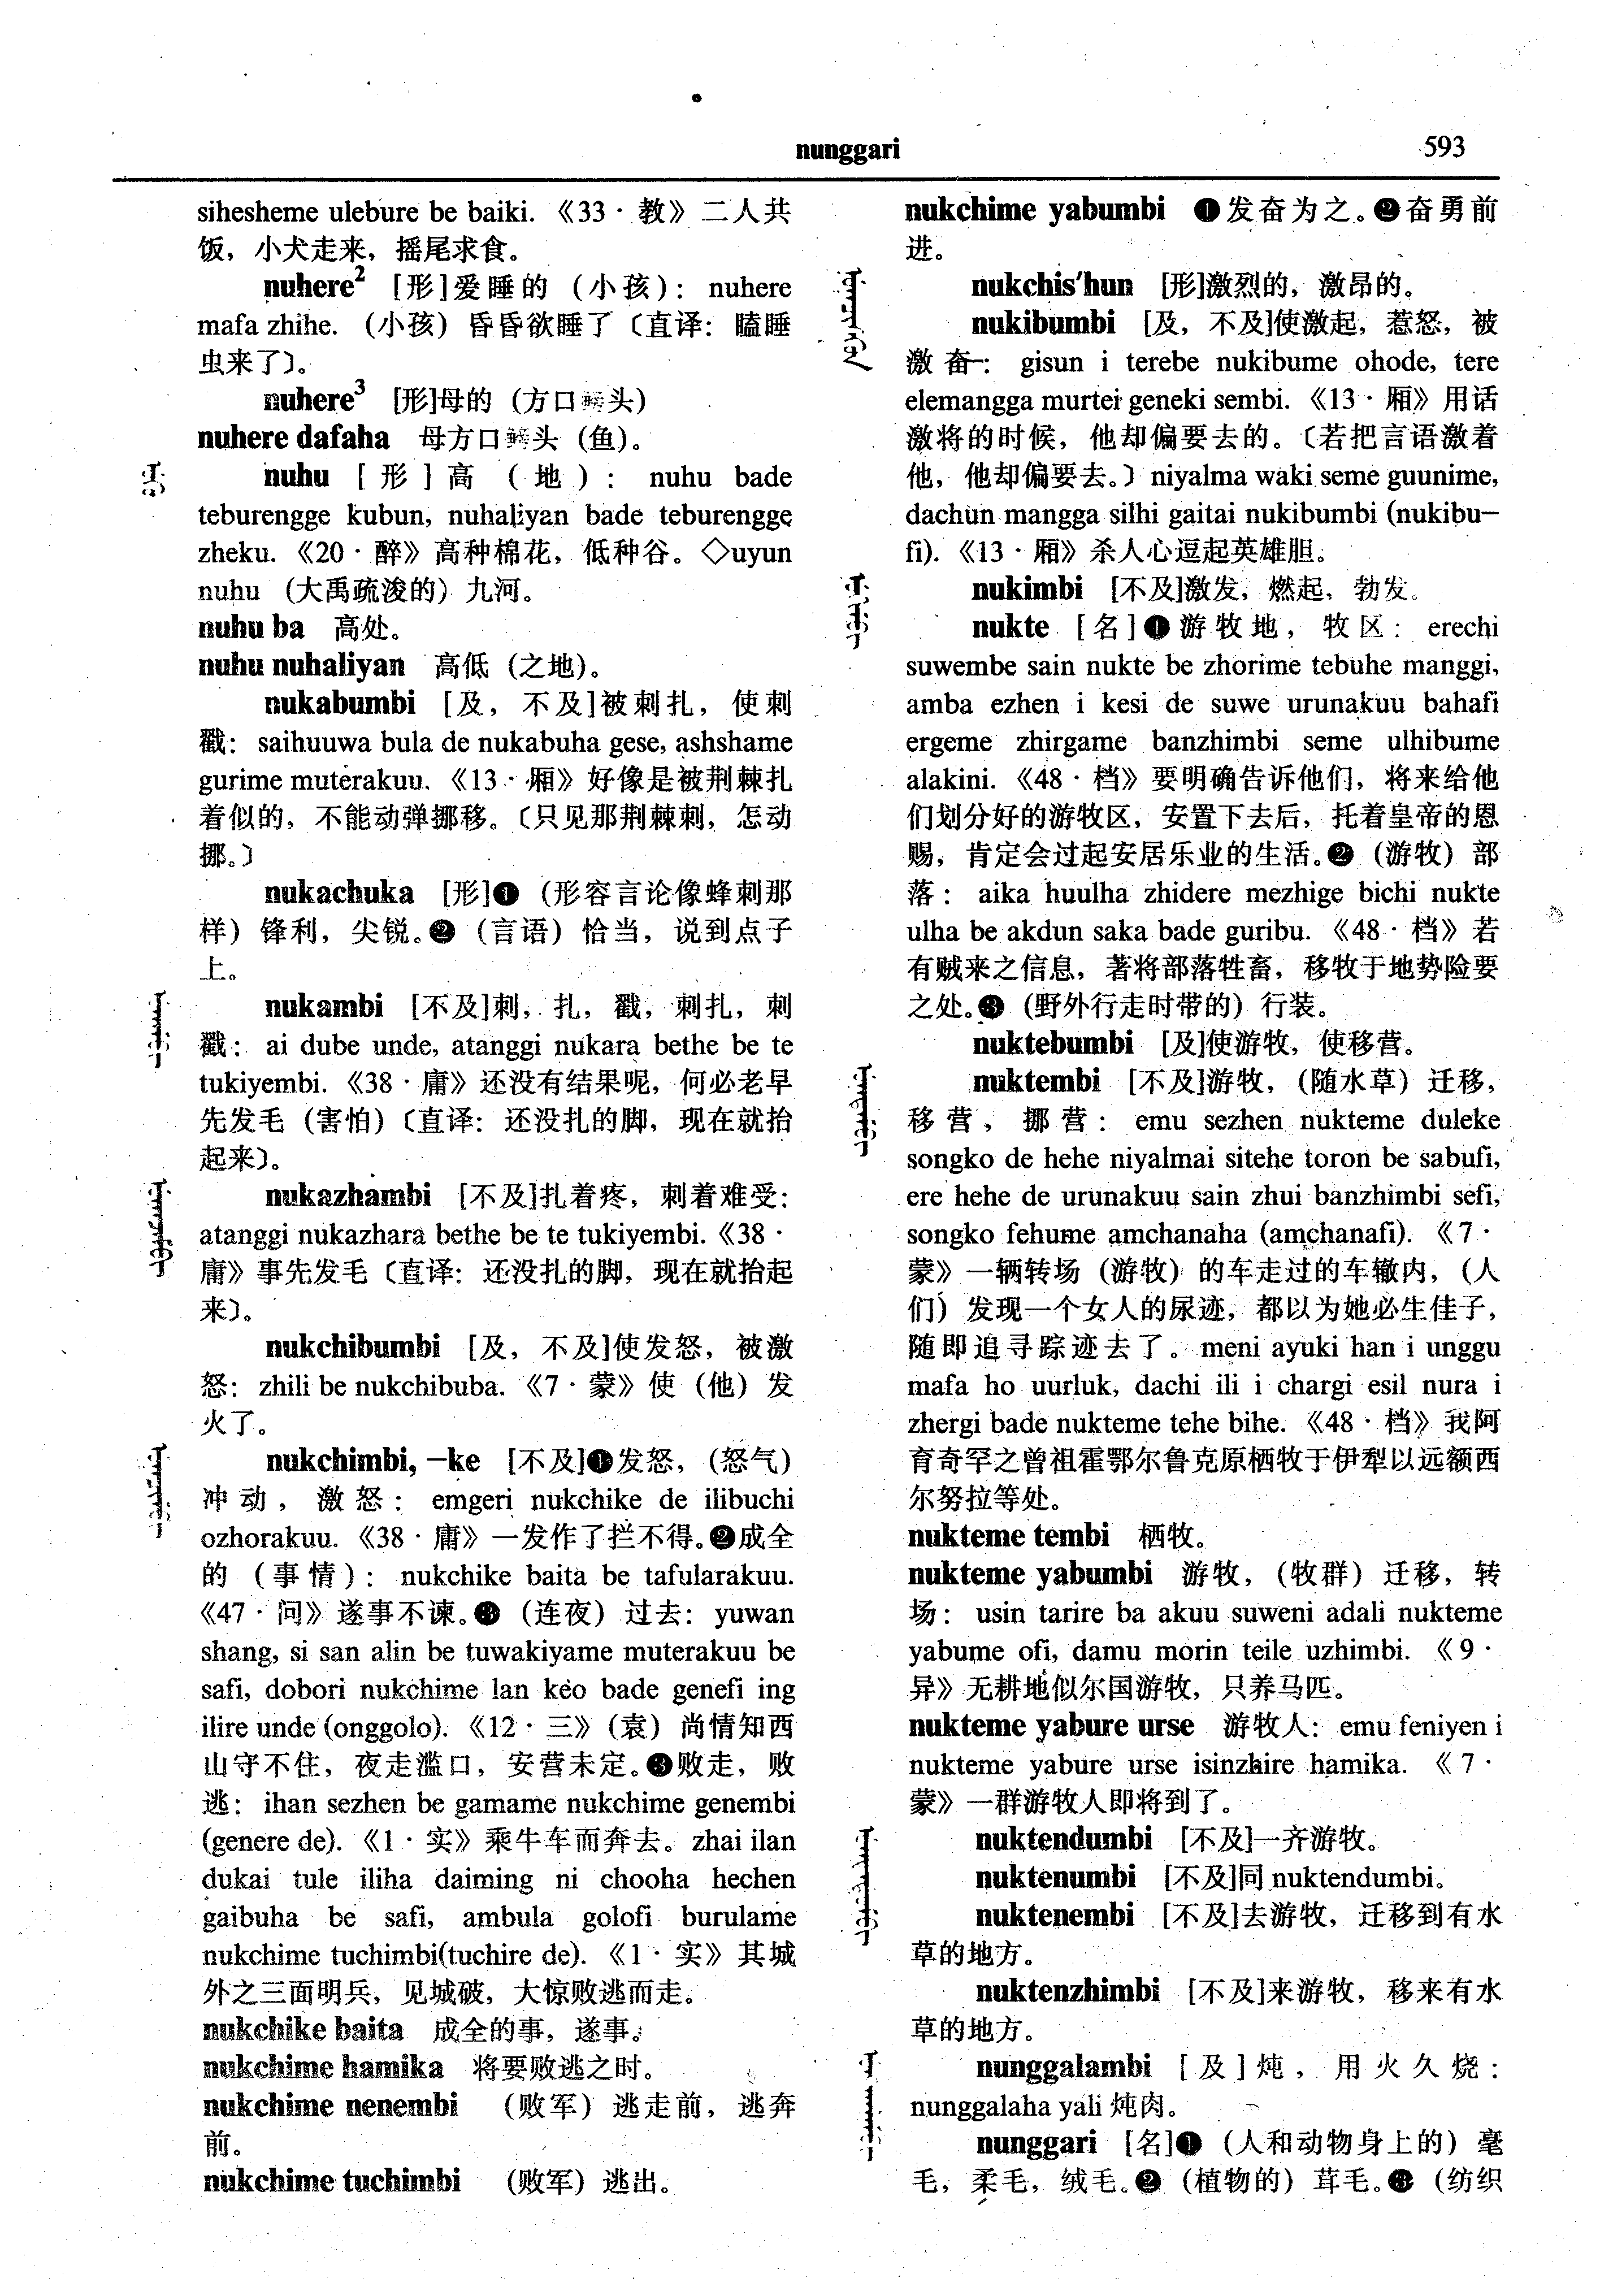 nunggari
593
sihesheme ulebure be baiki. 《33 · 教》二人共
饭，小犬走来，摇尾求食。
nuhere² [形]爱睡的（小孩）： nuhere
mafa zhihe. （小孩）昏昏欲睡了〔直译：瞌睡
虫来了〕。
nuhere³ [形]母的（方口头）
nuhere dafaha 母方口头（鱼）。
nuhu [形]高（地）： nuhu bade
teburengge kubun, nuhaliyan bade teburengge
zheku. 《20 · 醉》高种棉花，低种谷。◇uyun
nuhu （大禹疏浚的）九河。
nuhu ba 高处。
nuhu nuhaliyan 高低（之地）。
nukabumbi [及，不及]被刺扎，使刺
戳： saihuuwa bula de nukabuha gese, ashshame
gurime muterakuu. 《13 · 厢》好像是被荆棘扎
着似的，不能动弹挪移。〔只见那荆棘刺，怎动
挪。〕
nukachuka [形]❶（形容言论像蜂刺那
样）锋利，尖锐。❷（言语）恰当，说到点子
上。
nukambi [不及]刺，扎，戳，刺扎，刺
戳： ai dube unde, atanggi nukara bethe be te
tukiyembi. 《38 · 庸》还没有结果呢，何必老早
先发毛（害怕）〔直译：还没扎的脚，现在就抬
起来〕。
nukazhambi [不及]扎着疼，刺着难受：
atanggi nukazhara bethe be te tukiyembi. 《38 ·
庸》事先发毛〔直译：还没扎的脚，现在就抬起
来〕。
nukchibumbi [及，不及]使发怒，被激
怒： zhili be nukchibuba. 《7 · 蒙》使（他）发
火了。
nukchimbi, -ke [不及]❶发怒，（怒气）
冲动，激怒： emgeri nukchike de ilibuchi
ozhorakuu. 《38 · 庸》一发作了拦不得。❷成全
的（事情）： nukchike baita be tafularakuu.
《47 · 问》遂事不谏。❸（连夜）过去： yuwan
shang, si san alin be tuwakiyame muterakuu be
safi, dobori nukchime lan keo bade genefi ing
ilire unde (onggolo). 《12 · 三》（袁）尚情知西
山守不住，夜走滥口，安营未定。❸败走，败
逃： ihan sezhen be gamame nukchime genembi
(genere de). 《1 · 实》乘牛车而奔去。zhai ilan
dukai tule iliha daiming ni chooha hechen
gaibuha be safi, ambula golofi burulame
nukchime tuchimbi(tuchire de). 《1 · 实》其城
外之三面明兵，见城破，大惊败逃而走。
nukchike baita 成全的事，遂事。
nukchime hamika 将要败逃之时。
nukchime nenembi （败军）逃走前，逃奔
前。
nukchime tuchimbi （败军）逃出。
nukchime yabumbi ❶发奋为之。❷奋勇前
进。
nukchis'hun [形]激烈的，激昂的。
nukibumbi [及，不及]使激起，惹怒，被
激奋： gisun i terebe nukibume ohode, tere
elemangga murtei geneki sembi. 《13 · 厢》用话
激将的时候，他却偏要去的。〔若把言语激着
他，他却偏要去。〕niyalma waki seme guunime,
dachun mangga silhi gaitai nukibumbi (nukibu-
fi). 《13 · 厢》杀人心逗起英雄胆。
nukimbi [不及]激发，燃起，勃发。
nukte [名]❶游牧地，牧区： erechi
suwembe sain nukte be zhorime tebuhe manggi,
amba ezhen i kesi de suwe urunakuu bahafi
ergeme zhirgame banzhimbi seme ulhibume
alakini. 《48 · 档》要明确告诉他们，将来给他
们划分好的游牧区，安置下去后，托着皇帝的恩
赐，肯定会过起安居乐业的生活。❷（游牧）部
落： aika huulha zhidere mezhige bichi nukte
ulha be akdun saka bade guribu. 《48 · 档》若
有贼来之信息，著将部落牲畜，移牧于地势险要
之处。❸（野外行走时带的）行装。
nuktebumbi [及]使游牧，使移营。
nuktembi [不及]游牧，（随水草）迁移，
移营，挪营： emu sezhen nukteme duleke
songko de hehe niyalmai sitehe toron be sabufi,
ere hehe de urunakuu sain zhui banzhimbi sefi,
songko fehume amchanaha (amchanafi). 《7 ·
蒙》一辆转场（游牧）的车走过的车辙内，（人
们）发现一个女人的尿迹，都以为她必生佳子，
随即追寻踪迹去了。meni ayuki han i unggu
mafa ho uurluk, dachi ili i chargi esil nura i
zhergi bade nukteme tehe bihe. 《48 · 档》我阿
育奇罕之曾祖霍鄂尔鲁克原栖牧于伊犁以远额西
尔努拉等处。
nukteme tembi 栖牧。
nukteme yabumbi 游牧，（牧群）迁移，转
场： usin tarire ba akuu suweni adali nukteme
yabume ofi, damu morin teile uzhimbi. 《9 ·
异》无耕地似尔国游牧，只养马匹。
nukteme yabure urse 游牧人： emu feniyen i
nukteme yabure urse isinzhire hamika. 《7 ·
蒙》一群游牧人即将到了。
nuktendumbi [不及]一齐游牧。
nuktenumbi [不及]同 nuktendumbi。
nuktenembi [不及]去游牧，迁移到有水
草的地方。
nuktenzhimbi [不及]来游牧，移来有水
草的地方。
nunggalambi [及]炖，用火久烧：
nunggalaha yali 炖肉。
nunggari [名]❶（人和动物身上的）毫
毛，柔毛，绒毛。❷（植物的）茸毛。❸（纺织